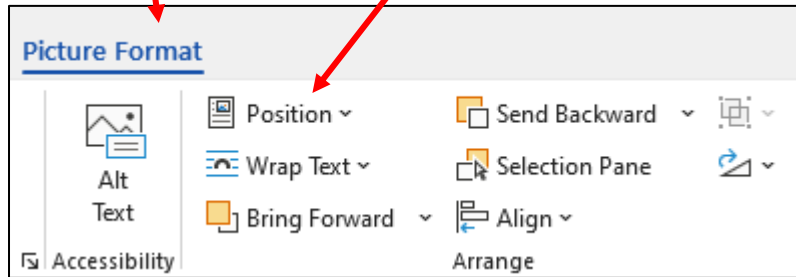 Picture Format
Alt
Text
Accessibility
Position
Wrap Text
Bring Forward
Send Backward
Selection Pane
Align
Arrange